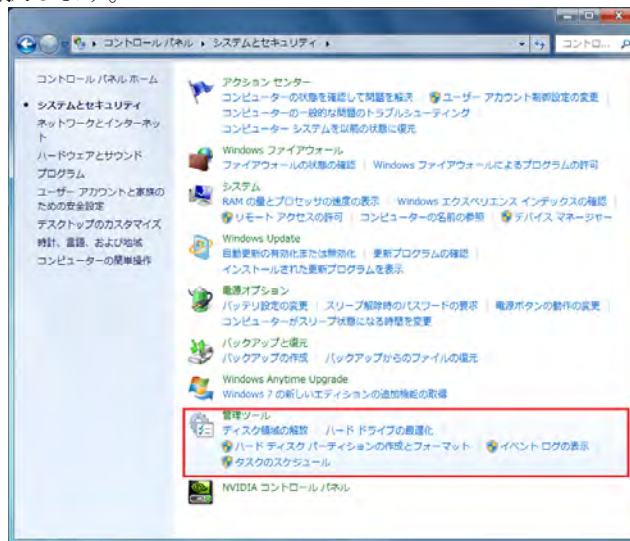 コントロール パネル ▸ システムとセキュリティ ▸
コントロ...
コントロール パネル ホーム
システムとセキュリティ
ネットワークとインターネッ
ト
ハードウェアとサウンド
プログラム
ユーザー アカウントと家族の
ための安全設定
デスクトップのカスタマイズ
時計、言語、および地域
コンピューターの簡単操作
アクション センター
コンピューターの状態を確認して問題を解決 ユーザー アカウント制御設定の変更
コンピューターの一般的な問題のトラブルシューティング
コンピューター システムを以前の状態に復元
Windows ファイアウォール
ファイアウォールの状態の確認 Windows ファイアウォールによるプログラムの許可
システム
RAM の量とプロセッサの速度の表示 Windows エクスペリエンス インデックスの確認
リモート アクセスの許可 コンピューターの名前の参照 デバイス マネージャー
Windows Update
自動更新の有効化または無効化 更新プログラムの確認
インストールされた更新プログラムを表示
電源オプション
バッテリ設定の変更 スリープ解除時のパスワードの要求 電源ボタンの動作の変更
コンピューターがスリープ状態になる時間を変更
バックアップと復元
バックアップの作成 バックアップからのファイルの復元
Windows Anytime Upgrade
Windows 7 の新しいエディションの追加機能の取得
管理ツール
ディスク領域の解放 ハード ドライブの最適化
ハード ディスク パーティションの作成とフォーマット イベント ログの表示
タスクのスケジュール
NVIDIA コントロール パネル